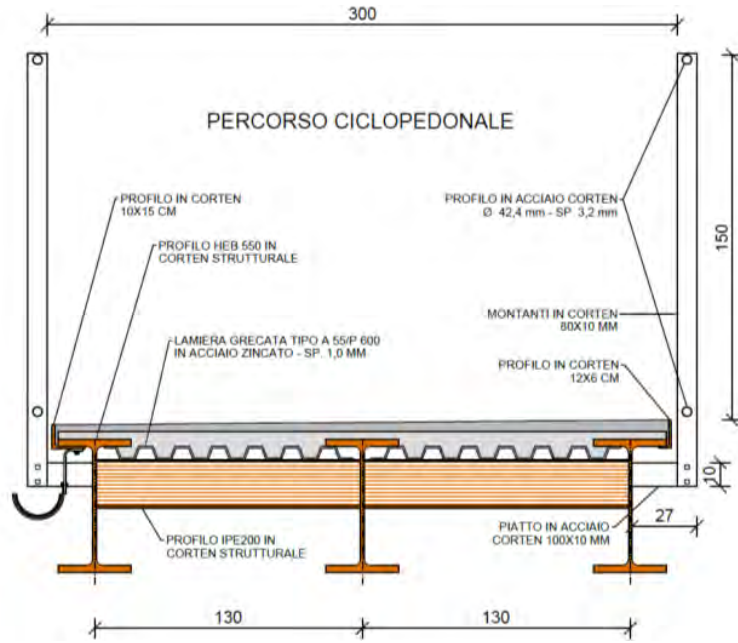 300
PERCORSO CICLOPEDONALE
PROFILO IN CORTEN
10X15 CM
PROFILO IN ACCIAIO CORTEN
Ø 42,4 mm - SP. 3,2 mm
PROFILO HEB 550 IN
CORTEN STRUTTURALE
150
MONTANTI IN CORTEN
80X10 MM
LAMIERA GRECATA TIPO A 55/P 600
IN ACCIAIO ZINCATO - SP. 1,0 MM
PROFILO IN CORTEN
12X6 CM
10
27
PROFILO IPE200 IN
CORTEN STRUTTURALE
PIATTO IN ACCIAIO
CORTEN 100X10 MM
130
130